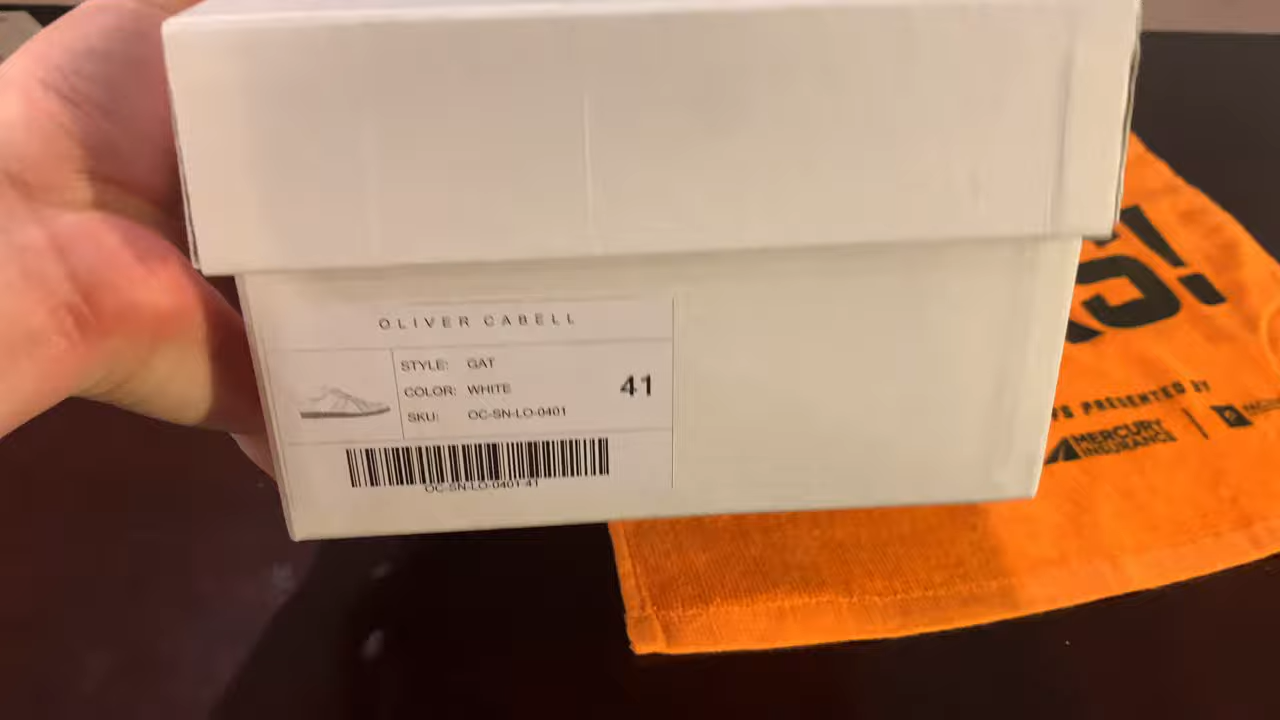 OLIVER CABELL
STYLE: GAT
COLOR: WHITE
SKU: OC-SN-LO-0401
41
OC-SN-LO-0401-41
S!
PRESENTED BY
MERCURY
INSURANCE